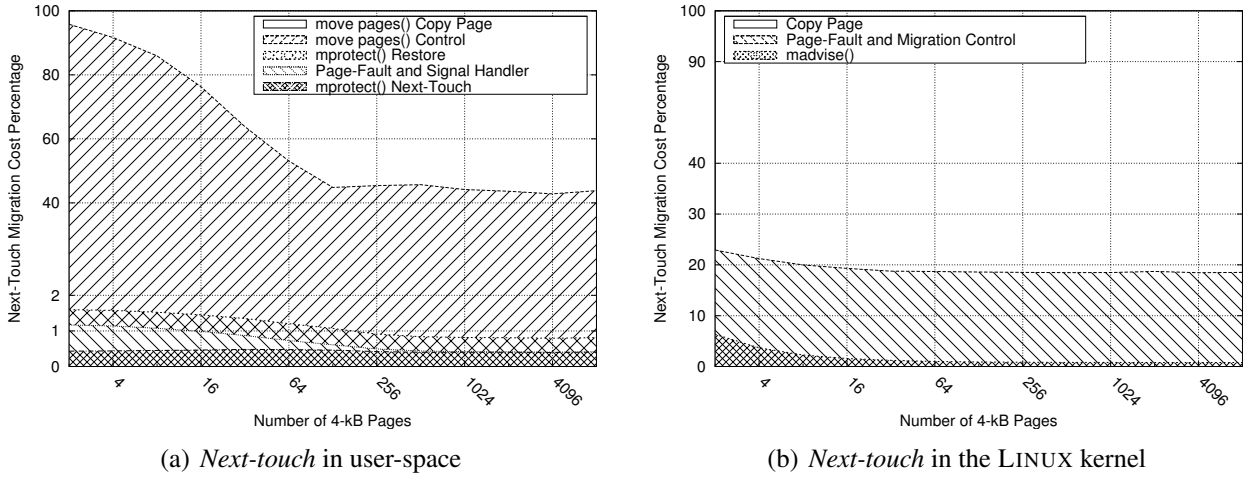 Next-Touch Migration Cost Percentage
100
80
60
40
2
1
0
move pages() Copy Page
move pages() Control
mprotect() Restore
Page-Fault and Signal Handler
mprotect() Next-Touch
4
16
64
256
1024
4096
Number of 4-kB Pages
(a) Next-touch in user-space
Next-Touch Migration Cost Percentage
100
90
40
30
20
10
0
Copy Page
Page-Fault and Migration Control
madvise()
4
16
64
256
1024
4096
Number of 4-kB Pages
(b) Next-touch in the LINUX kernel